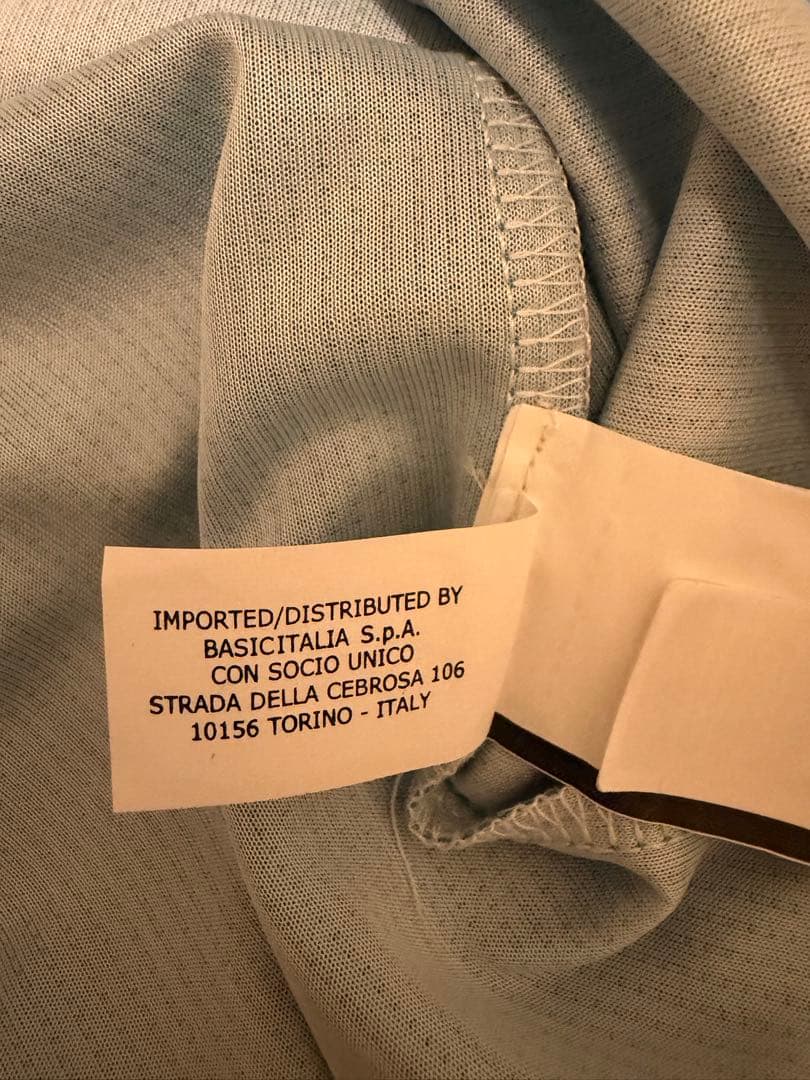 IMPORTED/DISTRIBUTED BY
BASICITALIA S.p.A.
CON SOCIO UNICO
STRADA DELLA CEBROSA 106
10156 TORINO - ITALY